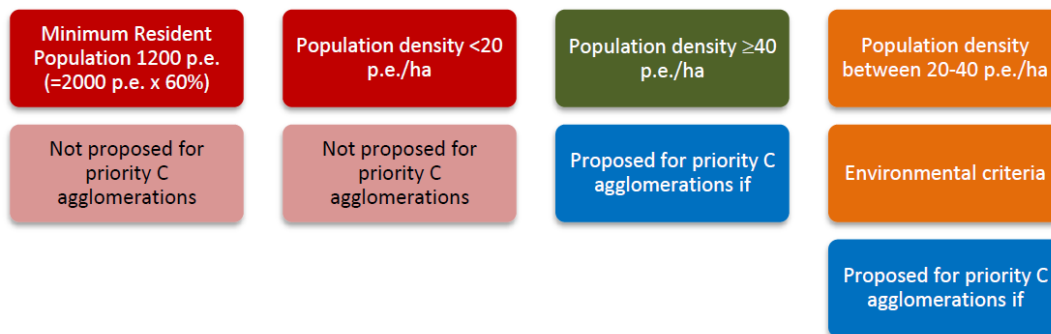 Minimum Resident
Population 1200 p.e.
(=2000 p.e. x 60%)
Not proposed for
priority C
agglomerations
Population density <20
p.e./ha
Not proposed for
priority C
agglomerations
Population density ≥40
p.e./ha
Proposed for priority C
agglomerations if
Population density
between 20-40 p.e./ha
Environmental criteria
Proposed for priority C
agglomerations if